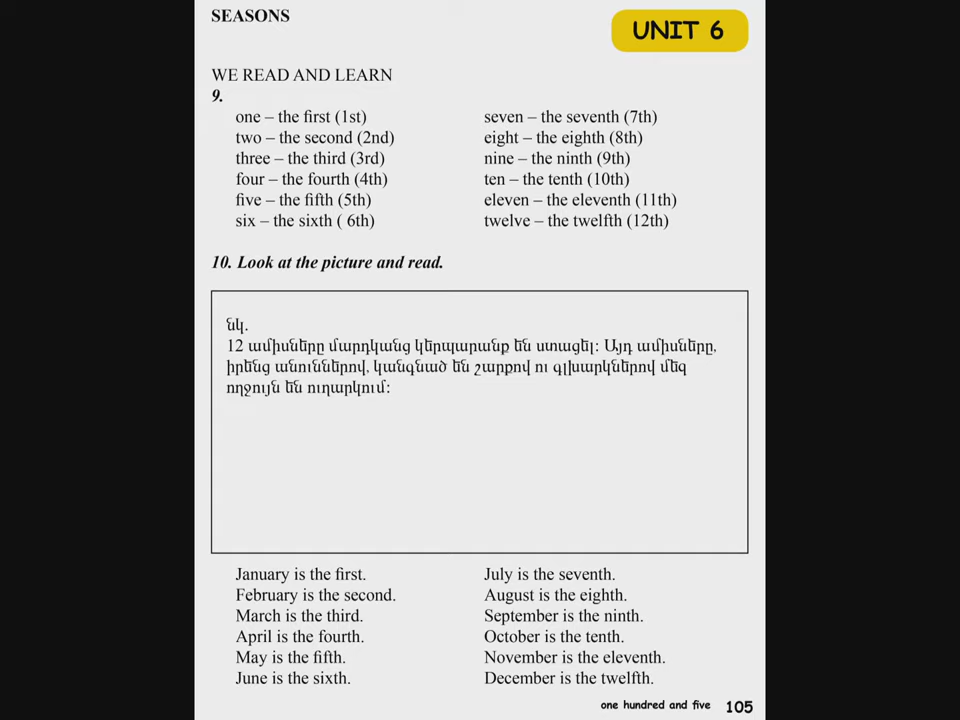 SEASONS
UNIT 6
WE READ AND LEARN
9.
one – the first (1st)
two – the second (2nd)
three – the third (3rd)
four – the fourth (4th)
five – the fifth (5th)
six – the sixth ( 6th)
seven – the seventh (7th)
eight – the eighth (8th)
nine – the ninth (9th)
ten – the tenth (10th)
eleven – the eleventh (11th)
twelve – the twelfth (12th)
10. Look at the picture and read.
նկ.
12 ամիսները մարդկանց կերպարանք են ստացել: Այդ ամիսները,
իրենց անուններով, կանգնած են շարքով ու գլխարկներով մեզ
ողջույն են ուղարկում:
January is the first.
February is the second.
March is the third.
April is the fourth.
May is the fifth.
June is the sixth.
July is the seventh.
August is the eighth.
September is the ninth.
October is the tenth.
November is the eleventh.
December is the twelfth.
one hundred and five 105